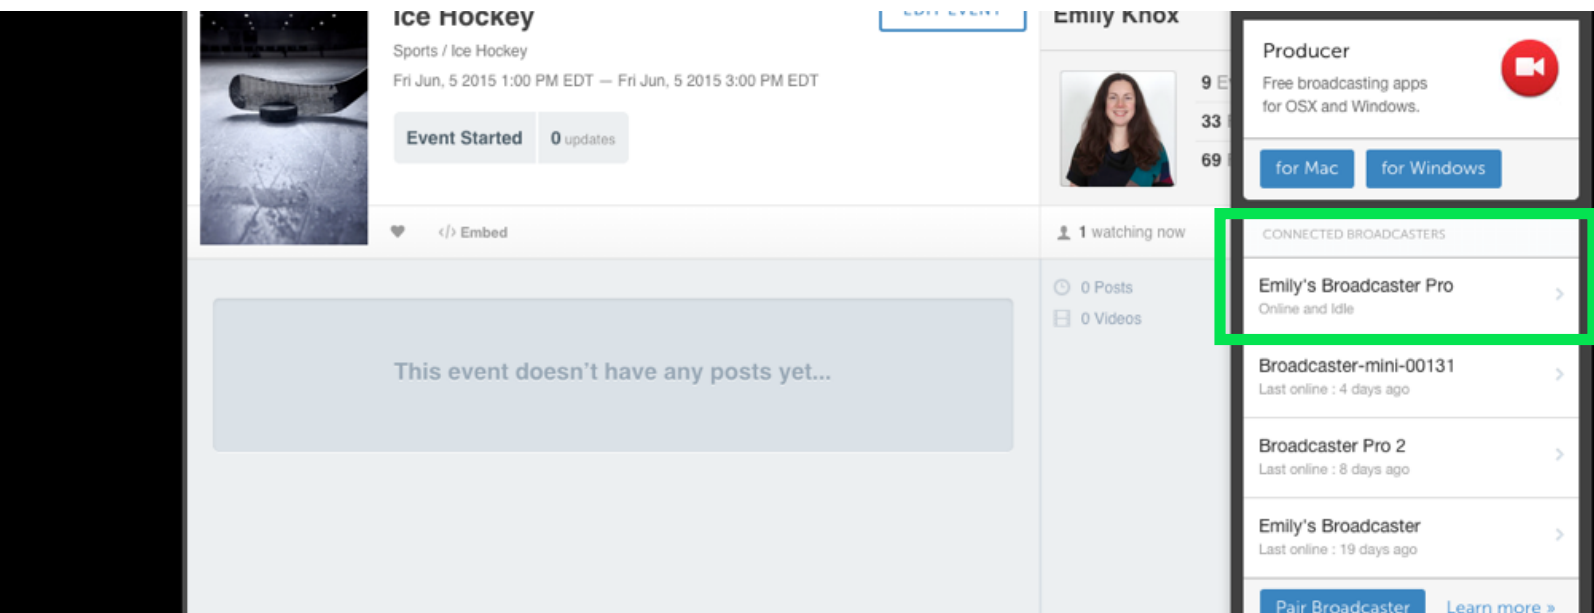 Ice Hockey
EDIT EVENT
Sports / Ice Hockey
Fri Jun, 5 2015 1:00 PM EDT — Fri Jun, 5 2015 3:00 PM EDT
Event Started
0 updates
</> Embed
This event doesn't have any posts yet...
Emily Knox
9
33
69
1 watching now
0 Posts
0 Videos
Producer
Free broadcasting apps
for OSX and Windows.
for Mac
for Windows
CONNECTED BROADCASTERS
Emily's Broadcaster Pro
Online and Idle
Broadcaster-mini-00131
Last online : 4 days ago
Broadcaster Pro 2
Last online : 8 days ago
Emily's Broadcaster
Last online : 19 days ago
Pair Broadcaster
Learn more »